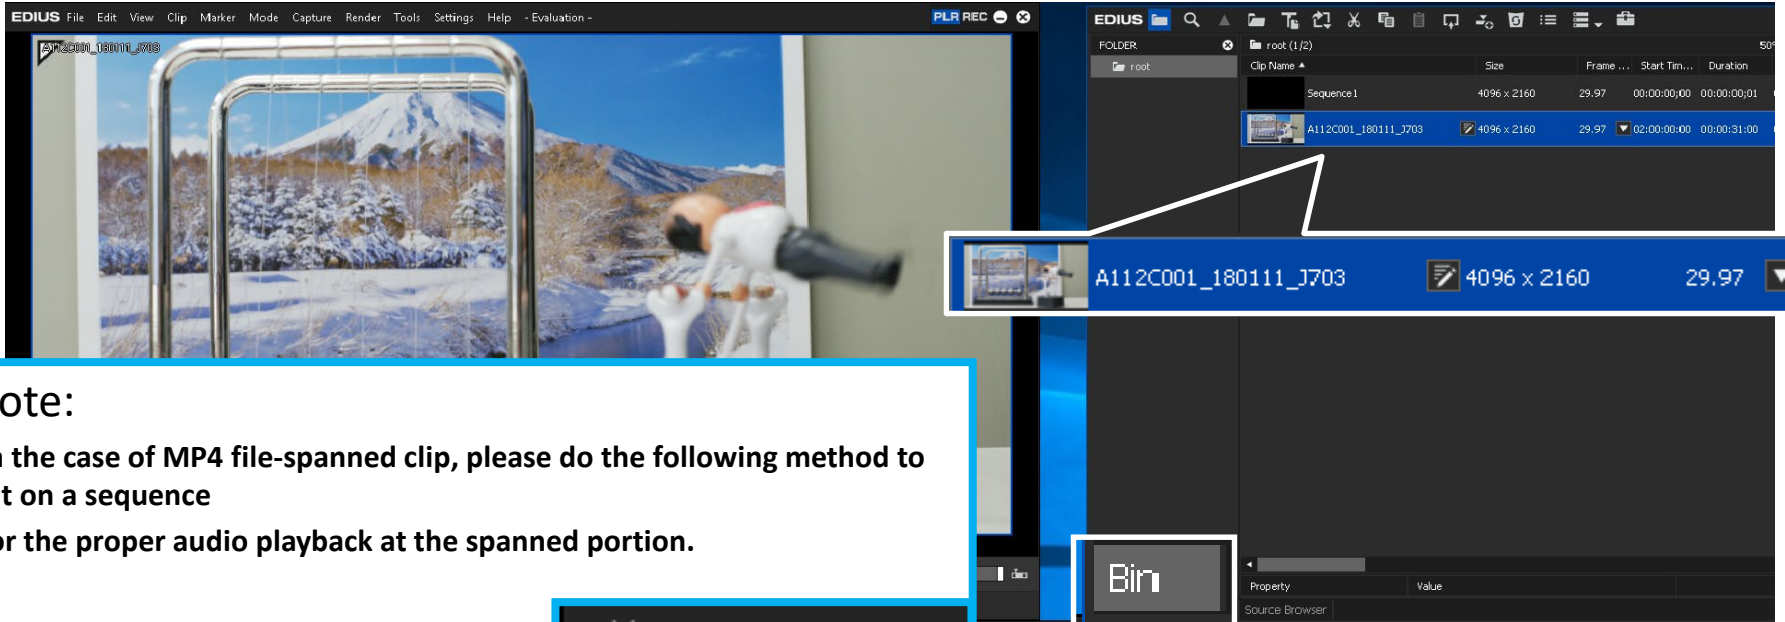 EDIUS File Edit View Clip Marker Mode Capture Render Tools Settings Help - Evaluation -
PLR REC
A112C001_180111_J703
EDIUS
FOLDER
root
root (1/2)
50%
Clip Name Size Frame ... Start Tim... Duration
Sequence1 4096 x 2160 29.97 00:00:00;00 00:00:00;01
A112C001_180111_J703 4096 x 2160 29.97 02:00:00:00 00:00:31:00
A112C001_180111_J703 4096 x 2160 29.97
ote:
n the case of MP4 file-spanned clip, please do the following method to
t on a sequence
or the proper audio playback at the spanned portion.
Bin
Property Value
Source Browser